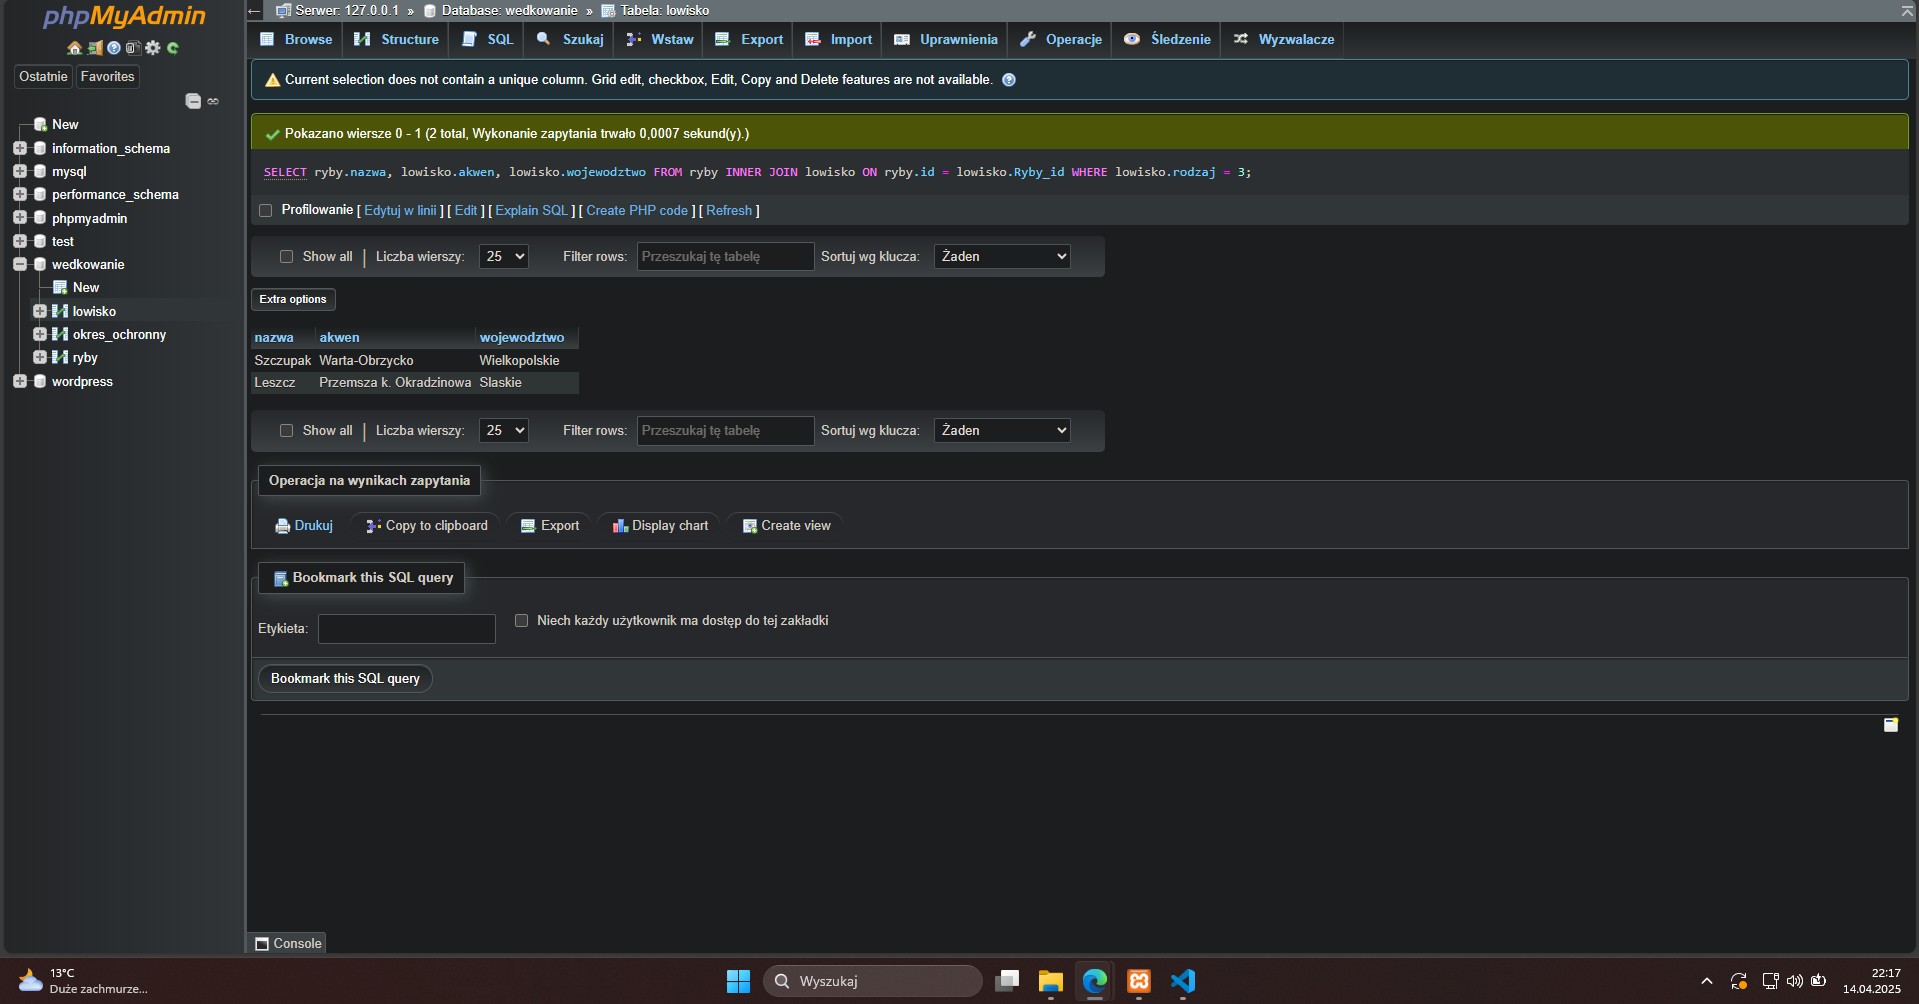 phpMyAdmin
Ostatnie Favorites
New
information_schema
mysql
performance_schema
phpmyadmin
test
wedkowanie
New
lowisko
okres_ochronny
ryby
wordpress
Serwer: 127.0.0.1 » Database: wedkowanie » Tabela: lowisko
Browse Structure SQL Szukaj Wstaw Export Import Uprawnienia Operacje Śledzenie Wyzwalacze
Current selection does not contain a unique column. Grid edit, checkbox, Edit, Copy and Delete features are not available.
Pokazano wiersze 0 - 1 (2 total, Wykonanie zapytania trwało 0,0007 sekund(y).)
SELECT ryby.nazwa, lowisko.akwen, lowisko.wojewodztwo FROM ryby INNER JOIN lowisko ON ryby.id = lowisko.Ryby_id WHERE lowisko.rodzaj = 3;
Profilowanie [ Edytuj w linii ] [ Edit ] [ Explain SQL ] [ Create PHP code ] [ Refresh ]
Show all | Liczba wierszy: 25 Filter rows: Przeszukaj tę tabelę Sortuj wg klucza: Żaden
Extra options
nazwa akwen wojewodztwo
Szczupak Warta-Obrzycko Wielkopolskie
Leszcz Przemsza k. Okradzinowa Slaskie
Show all | Liczba wierszy: 25 Filter rows: Przeszukaj tę tabelę Sortuj wg klucza: Żaden
Operacja na wynikach zapytania
Drukuj Copy to clipboard Export Display chart Create view
Bookmark this SQL query
Etykieta: Niech każdy użytkownik ma dostęp do tej zakładki
Bookmark this SQL query
Console
13°C
Duże zachmurze...
Wyszukaj
22:17
14.04.2025